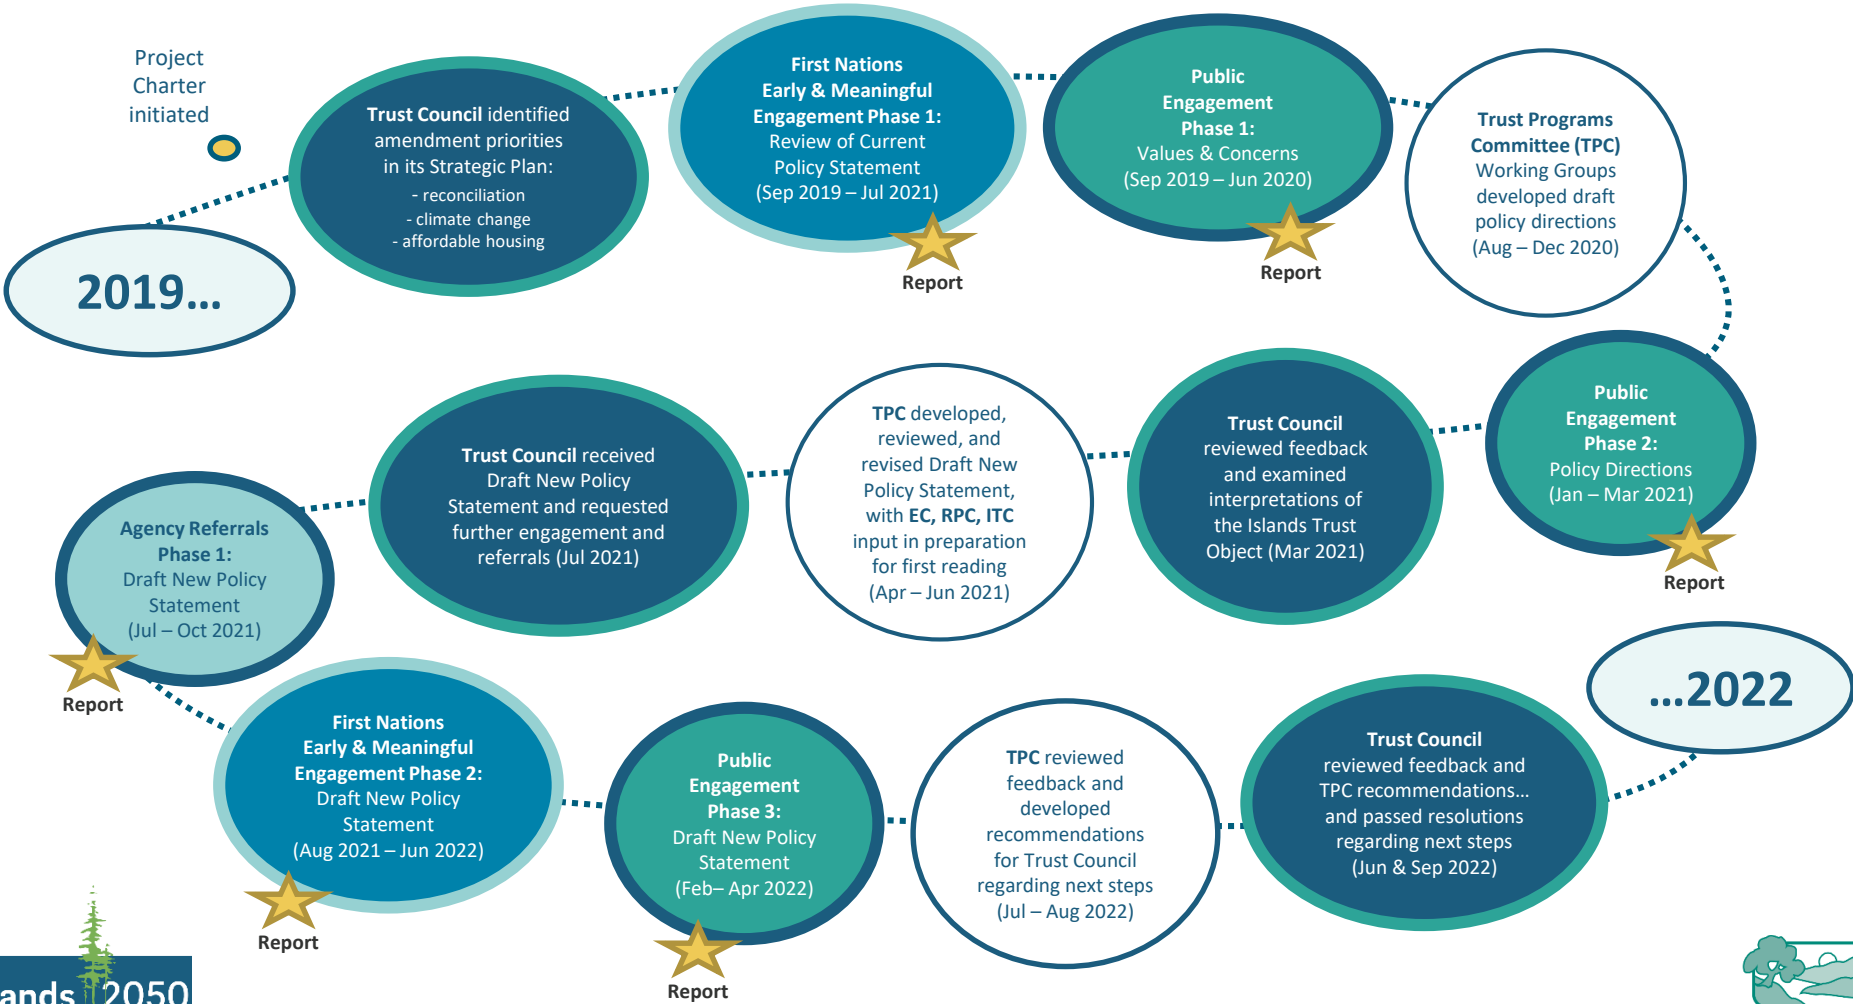 Project
Charter
initiated
2019...
Trust Council identified
amendment priorities
in its Strategic Plan:
- reconciliation
- climate change
- affordable housing
First Nations
Early & Meaningful
Engagement Phase 1:
Review of Current
Policy Statement
(Sep 2019 – Jul 2021)
Report
Public
Engagement
Phase 1:
Values & Concerns
(Sep 2019 – Jun 2020)
Report
Trust Programs
Committee (TPC)
Working Groups
developed draft
policy directions
(Aug – Dec 2020)
Public
Engagement
Phase 2:
Policy Directions
(Jan – Mar 2021)
Report
Trust Council
reviewed feedback
and examined
interpretations of
the Islands Trust
Object (Mar 2021)
TPC developed,
reviewed, and
revised Draft New
Policy Statement,
with EC, RPC, ITC
input in preparation
for first reading
(Apr – Jun 2021)
Trust Council received
Draft New Policy
Statement and requested
further engagement and
referrals (Jul 2021)
Agency Referrals
Phase 1:
Draft New Policy
Statement
(Jul – Oct 2021)
Report
First Nations
Early & Meaningful
Engagement Phase 2:
Draft New Policy
Statement
(Aug 2021 – Jun 2022)
Report
Public
Engagement
Phase 3:
Draft New Policy
Statement
(Feb– Apr 2022)
Report
TPC reviewed
feedback and
developed
recommendations
for Trust Council
regarding next steps
(Jul – Aug 2022)
Trust Council
reviewed feedback and
TPC recommendations...
and passed resolutions
regarding next steps
(Jun & Sep 2022)
...2022
ands 2050